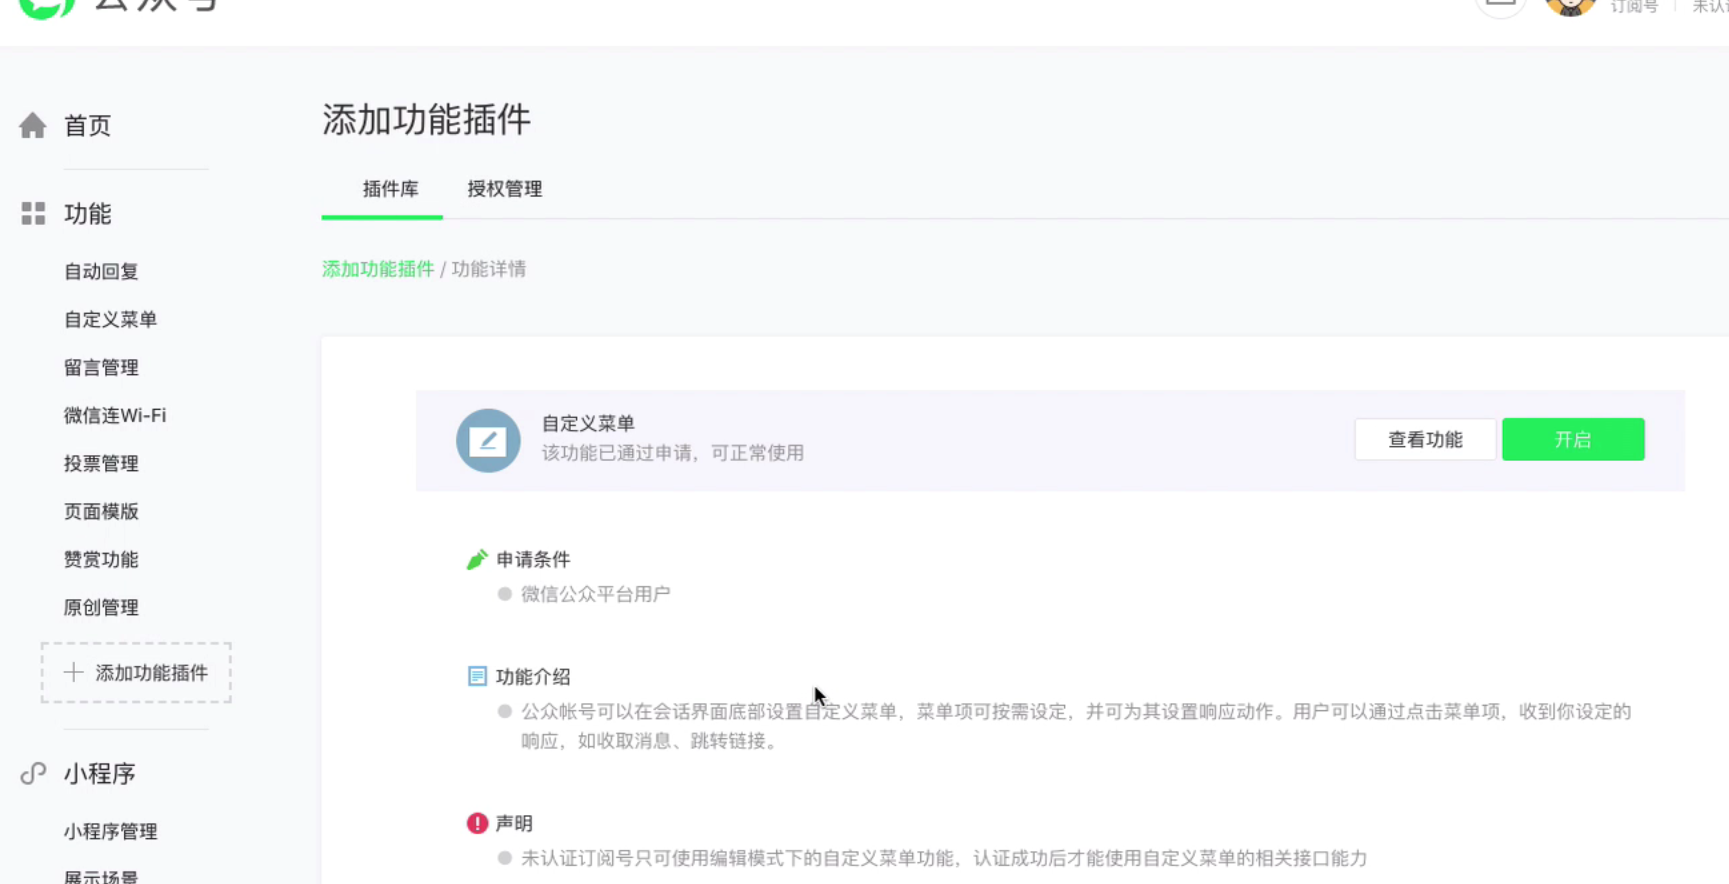 公众号
订阅号
首页
添加功能插件
插件库
授权管理
功能
自动回复
添加功能插件 / 功能详情
自定义菜单
留言管理
微信连Wi-Fi
自定义菜单
该功能已通过申请，可正常使用
查看功能
开启
投票管理
页面模版
赞赏功能
申请条件
微信公众平台用户
原创管理
添加功能插件
功能介绍
公众帐号可以在会话界面底部设置自定义菜单，菜单项可按需设定，并可为其设置响应动作。用户可以通过点击菜单项，收到你设定的
响应，如收取消息、跳转链接。
小程序
小程序管理
声明
未认证订阅号只可使用编辑模式下的自定义菜单功能，认证成功后才能使用自定义菜单的相关接口能力
展示场景